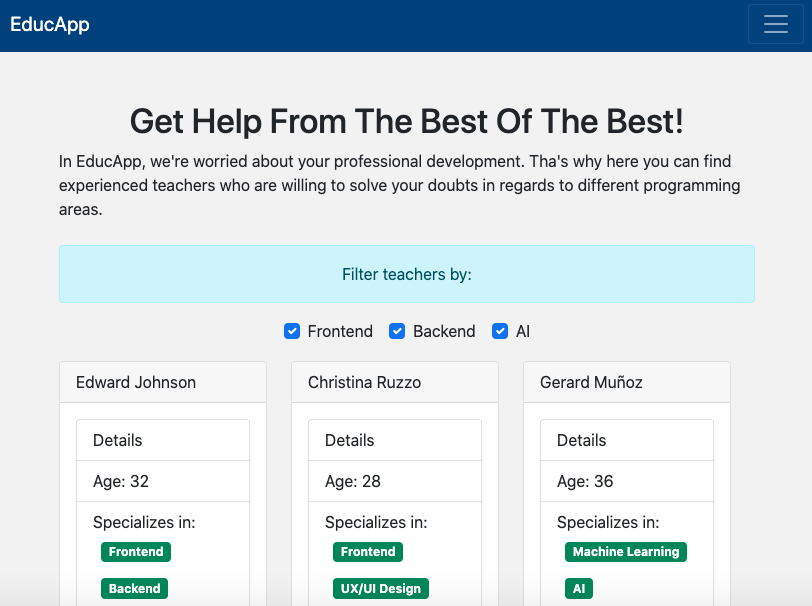 EducApp
Get Help From The Best Of The Best!
In EducApp, we're worried about your professional development. Tha's why here you can find
experienced teachers who are willing to solve your doubts in regards to different programming
areas.
Filter teachers by:
Frontend Backend AI
Edward Johnson
Details
Age: 32
Specializes in:
Frontend
Backend
Christina Ruzzo
Details
Age: 28
Specializes in:
Frontend
UX/UI Design
Gerard Muñoz
Details
Age: 36
Specializes in:
Machine Learning
AI